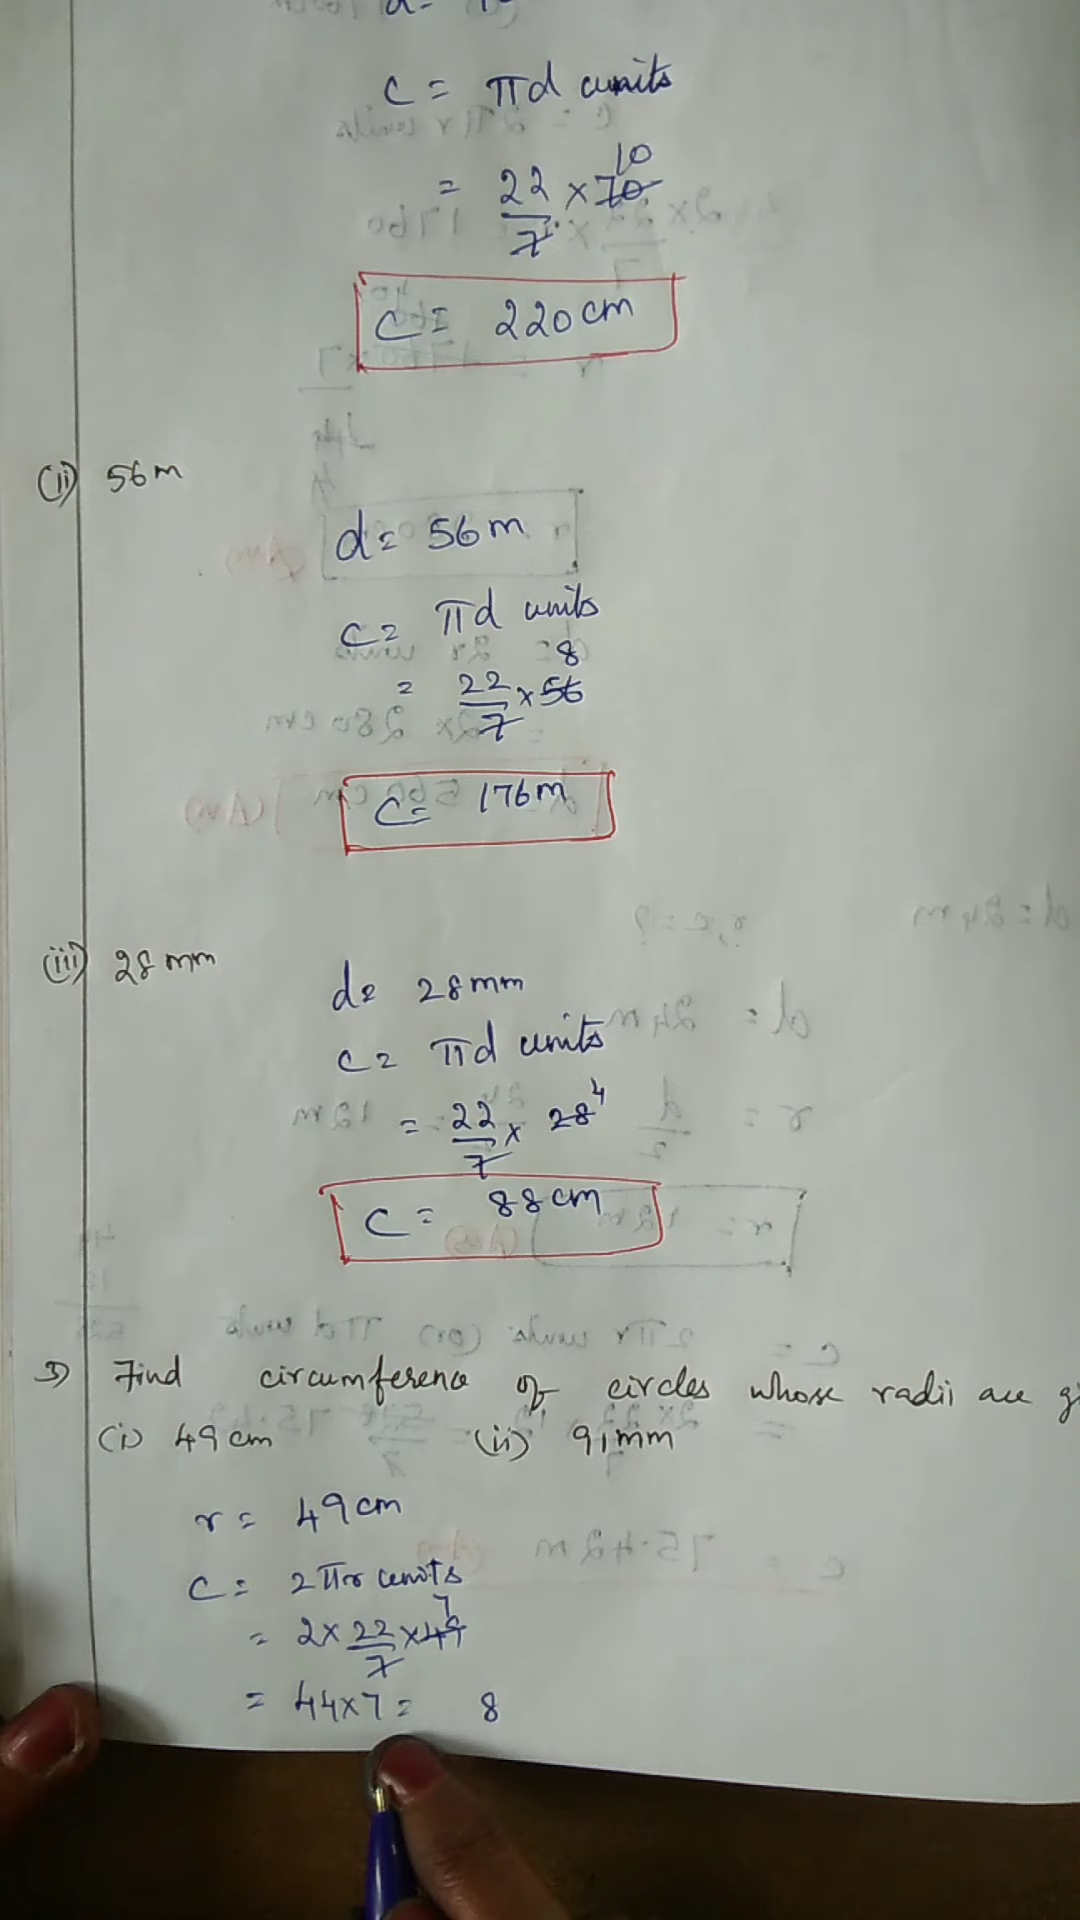 C = πd units
= 22/7 × 70 10
C = 220 cm
(ii) 56 m
d = 56 m
C = πd units
= 22/7 × 56 8
C = 176 m
(iii) 28 mm
d = 28 mm
C = πd units
= 22/7 × 28 4
C = 88 cm
3) Find circumference of circles whose radii are gi
(i) 49 cm (ii) 91 mm
r = 49 cm
C = 2πr units
= 2 × 22/7 × 49 7
= 44 × 7 = 8